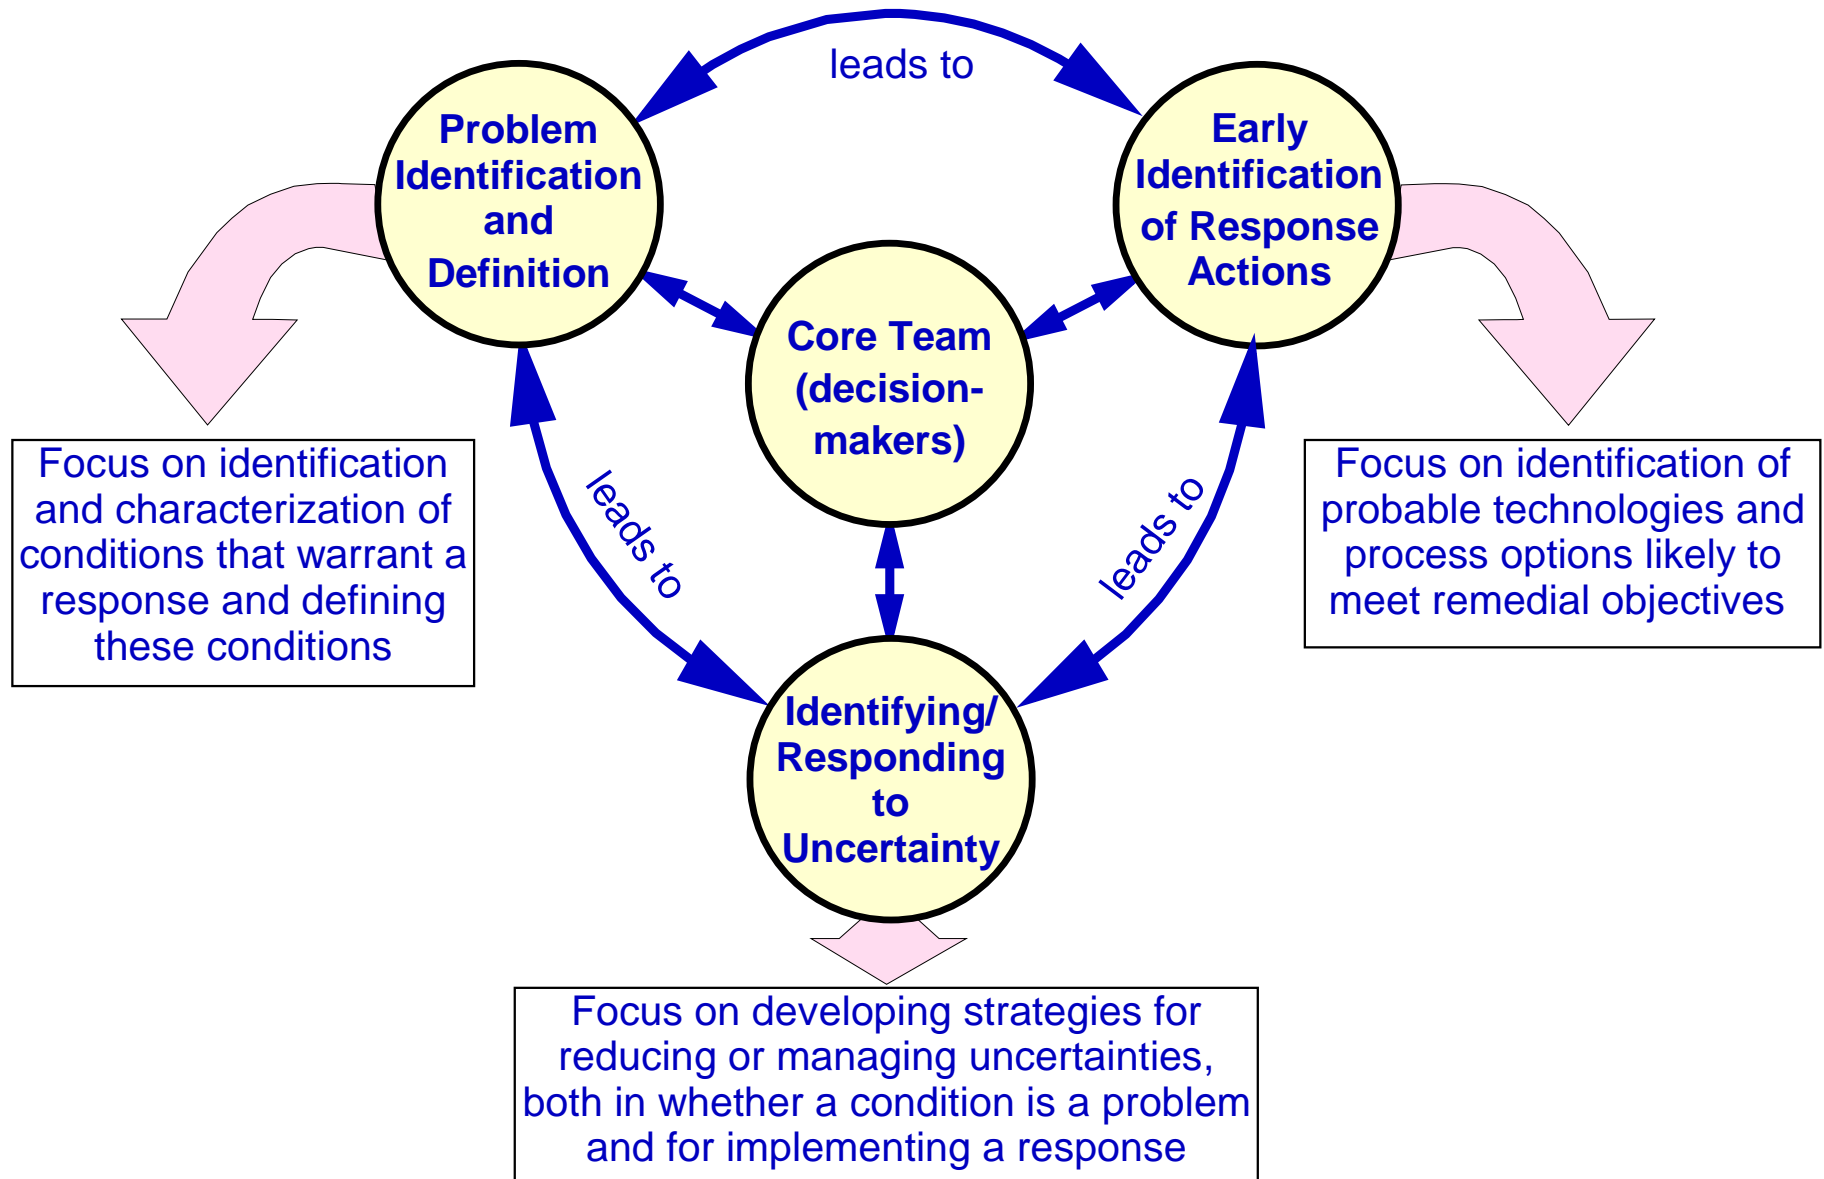 leads to
Problem
Identification
and
Definition
Early
Identification
of Response
Actions
Core Team
(decision-
makers)
leads to
leads to
Focus on identification
and characterization of
conditions that warrant a
response and defining
these conditions
Focus on identification of
probable technologies and
process options likely to
meet remedial objectives
Identifying/
Responding
to
Uncertainty
Focus on developing strategies for
reducing or managing uncertainties,
both in whether a condition is a problem
and for implementing a response